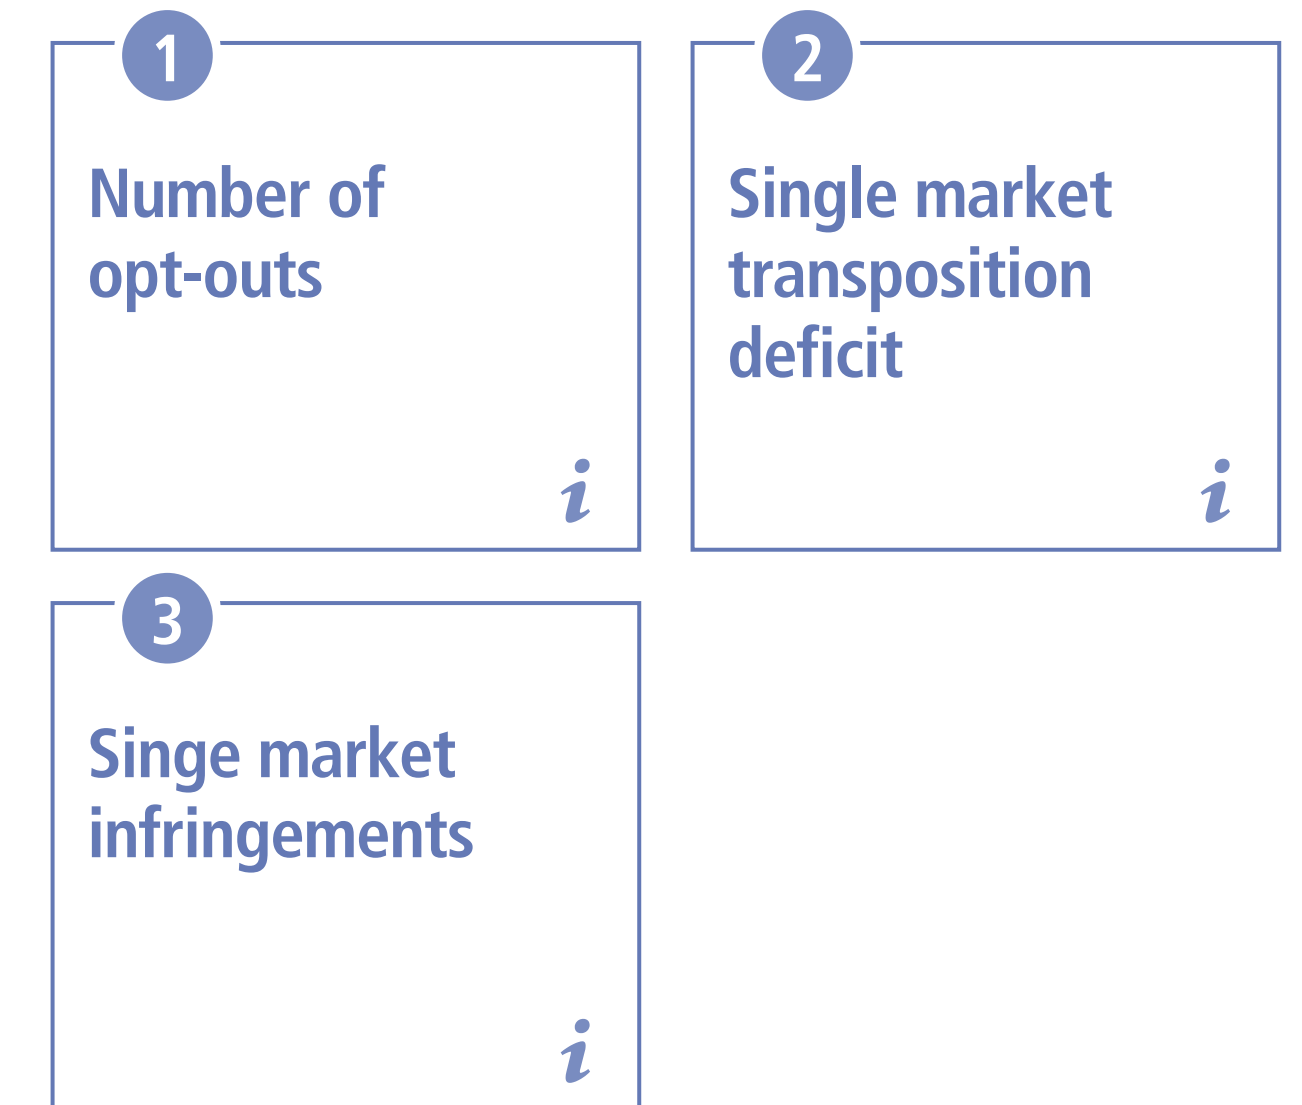 1
Number of
opt-outs
i
2
Single market
transposition
deficit
i
3
Singe market
infringements
i